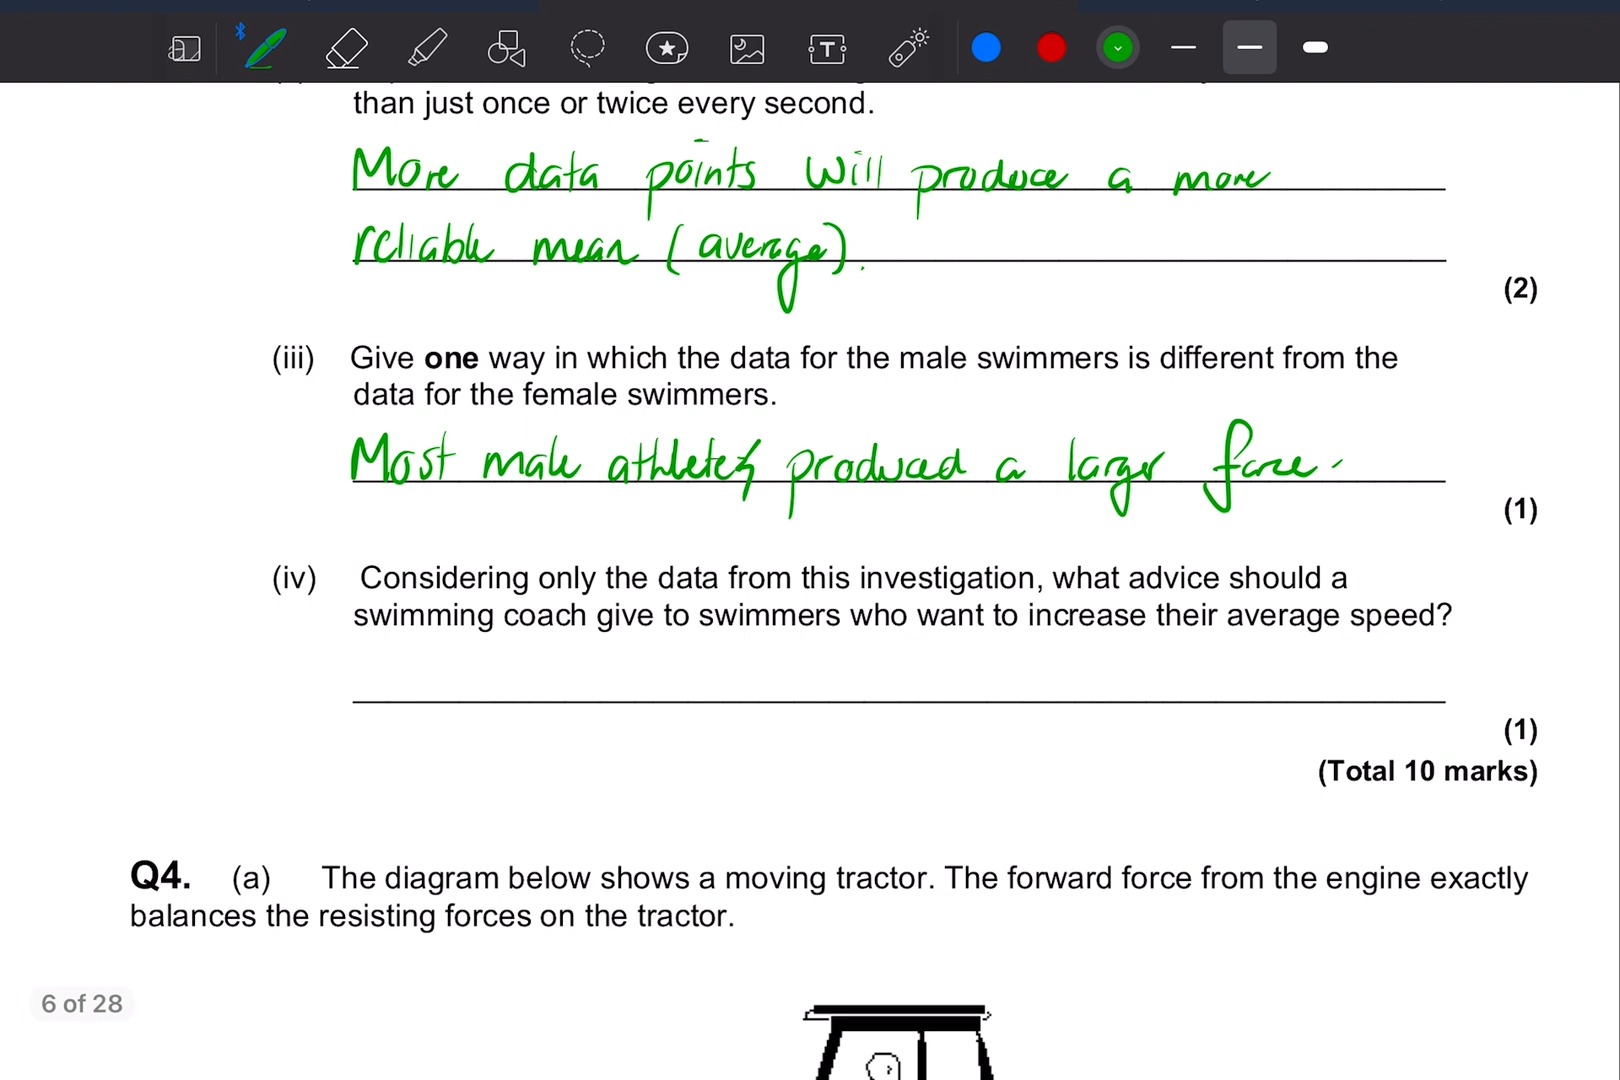 than just once or twice every second.
More data points will produce a more
reliable mean (average).
(2)
(iii) Give one way in which the data for the male swimmers is different from the
data for the female swimmers.
Most male athletes produced a larger force.
(1)
(iv) Considering only the data from this investigation, what advice should a
swimming coach give to swimmers who want to increase their average speed?
(1)
(Total 10 marks)
Q4. (a) The diagram below shows a moving tractor. The forward force from the engine exactly
balances the resisting forces on the tractor.
6 of 28